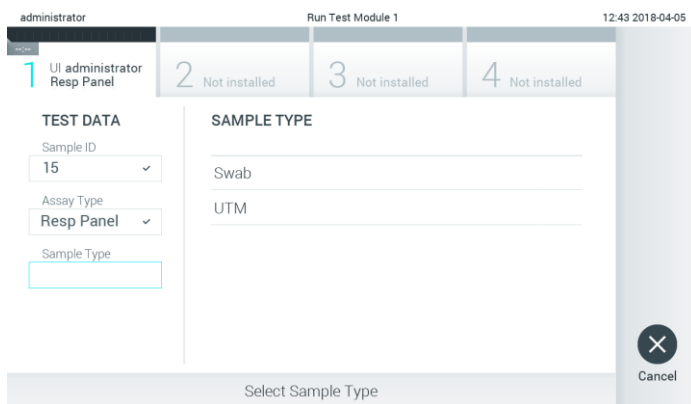 administrator Run Test Module 1 12:43 2018-04-05
--:--
1 UI administrator
Resp Panel
2 Not installed
3 Not installed
4 Not installed
TEST DATA
Sample ID
15
Assay Type
Resp Panel
Sample Type
SAMPLE TYPE
Swab
UTM
Cancel
Select Sample Type